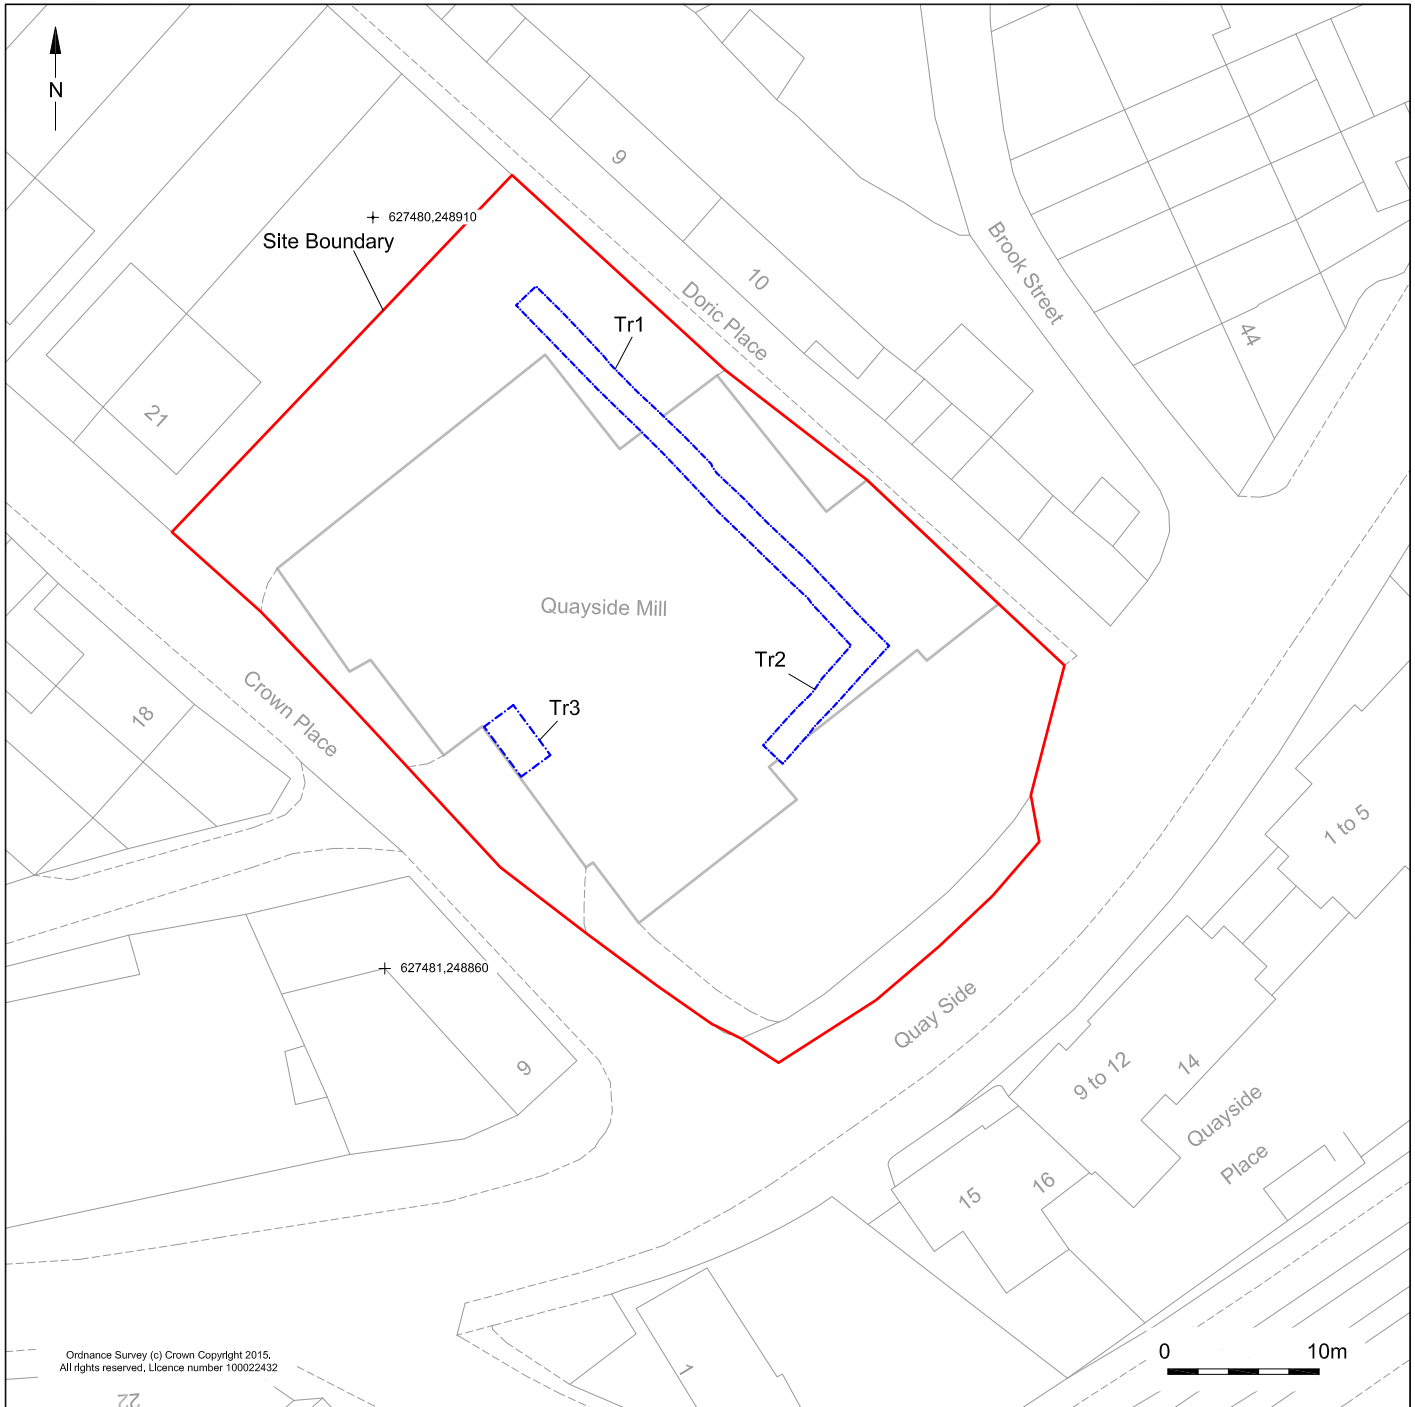 N
9
627480,248910
Site Boundary
10
Brook Street
Doric Place
Tr1
44
21
Quayside Mill
Tr2
Crown Place
Tr3
18
1 to 5
627481,248860
Quay Side
9
9 to 12
14
Quayside
Place
15
16
0 10m
Ordnance Survey (c) Crown Copyright 2015.
All rights reserved. Licence number 100022432
1
22